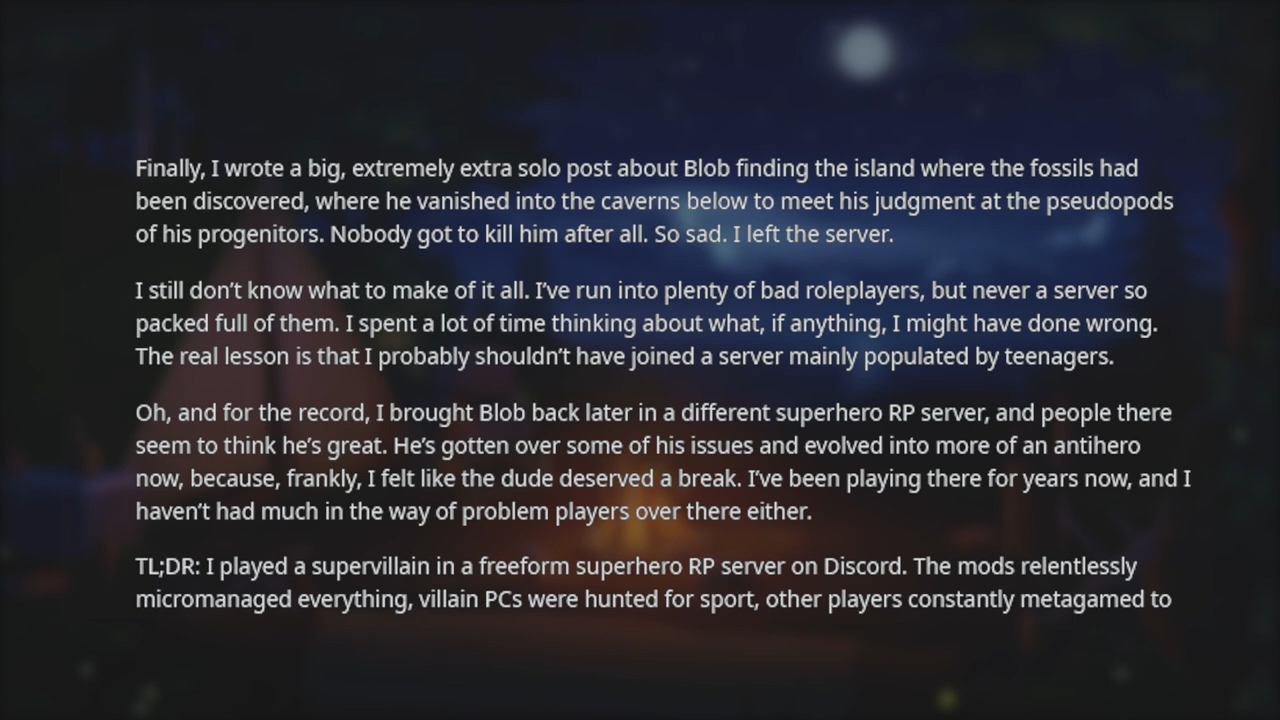 Finally, I wrote a big, extremely extra solo post about Blob finding the island where the fossils had
been discovered, where he vanished into the caverns below to meet his judgment at the pseudopods
of his progenitors. Nobody got to kill him after all. So sad. I left the server.
I still don’t know what to make of it all. I’ve run into plenty of bad roleplayers, but never a server so
packed full of them. I spent a lot of time thinking about what, if anything, I might have done wrong.
The real lesson is that I probably shouldn’t have joined a server mainly populated by teenagers.
Oh, and for the record, I brought Blob back later in a different superhero RP server, and people there
seem to think he’s great. He’s gotten over some of his issues and evolved into more of an antihero
now, because, frankly, I felt like the dude deserved a break. I’ve been playing there for years now, and I
haven’t had much in the way of problem players over there either.
TL;DR: I played a supervillain in a freeform superhero RP server on Discord. The mods relentlessly
micromanaged everything, villain PCs were hunted for sport, other players constantly metagamed to